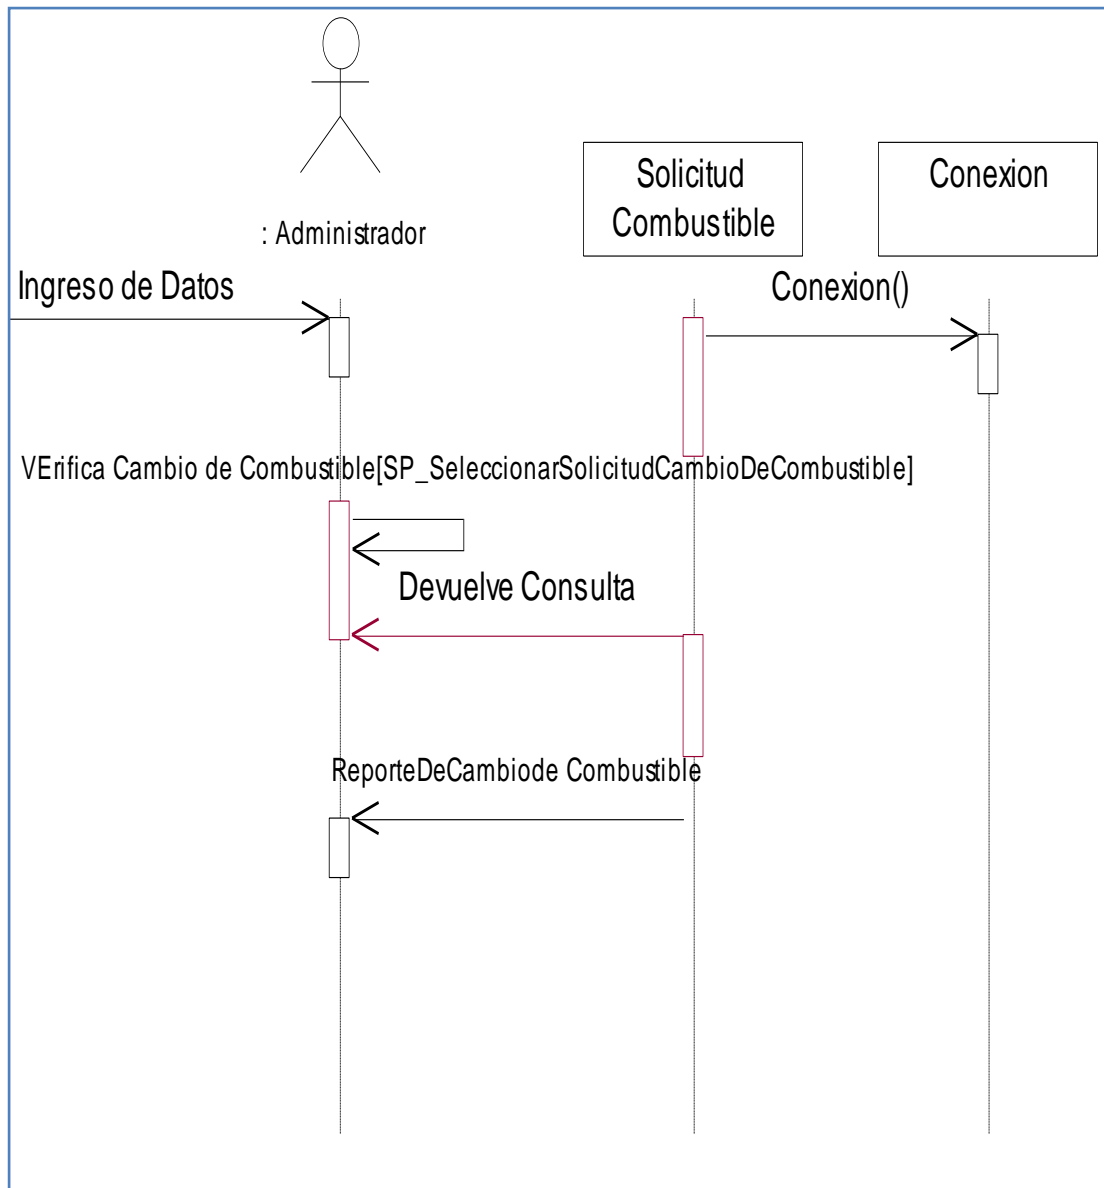 Solicitud
Combustible
Conexion
: Administrador
Ingreso de Datos
Conexion()
VErifica Cambio de Combustible[SP_SeleccionarSolicitudCambioDeCombustible]
Devuelve Consulta
ReporteDeCambiode Combustible